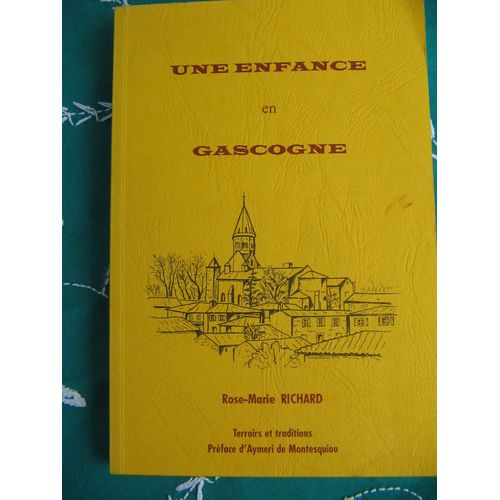 UNE ENFANCE
en
GASCOGNE
Rose-Marie RICHARD
Terroirs et traditions
Préface d'Aymeri de Montesquiou